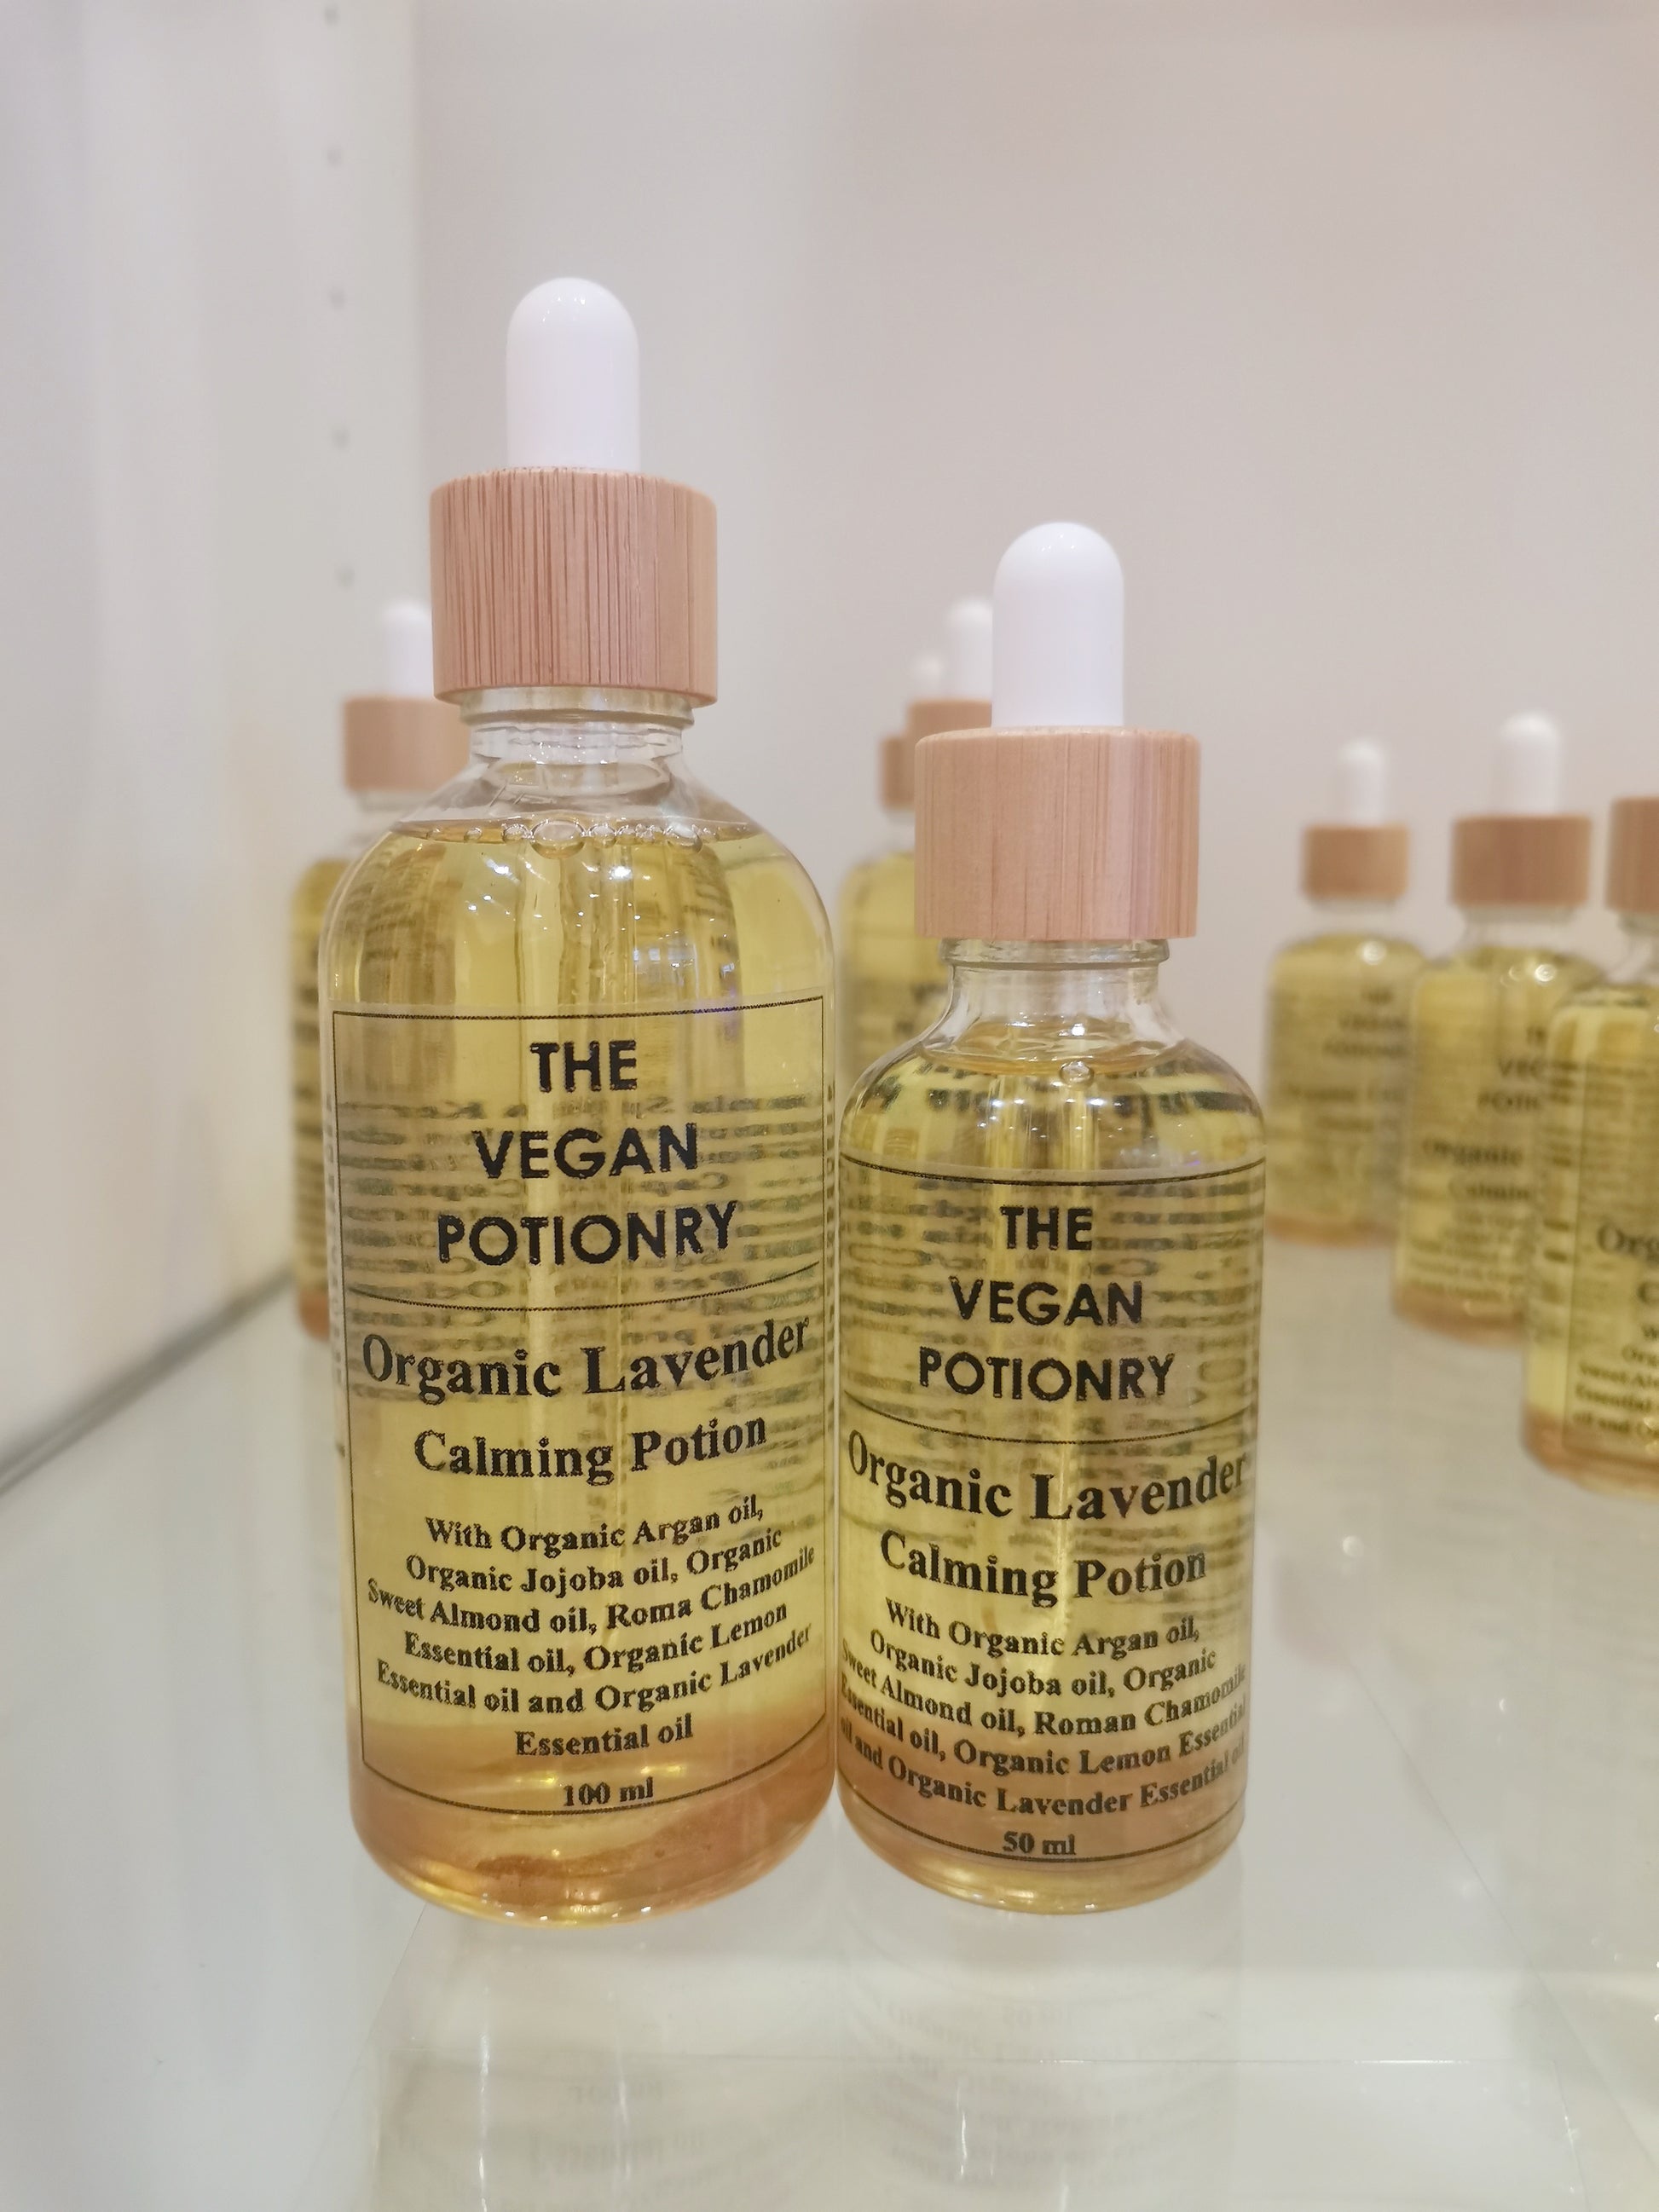 THE
VEGAN
POTIONRY
Organic Lavender
Calming Potion
With Organic Argan oil,
Organic Jojoba oil, Organic
Sweet Almond oil, Roma Chamomile
Essential oil, Organic Lemon
Essential oil and Organic Lavender
Essential oil
100 ml
THE
VEGAN
POTIONRY
Organic Lavender
Calming Potion
With Organic Argan oil,
Organic Jojoba oil, Organic
Sweet Almond oil, Roman Chamomile
Essential oil, Organic Lemon Essential
oil and Organic Lavender Essential oil
50 ml